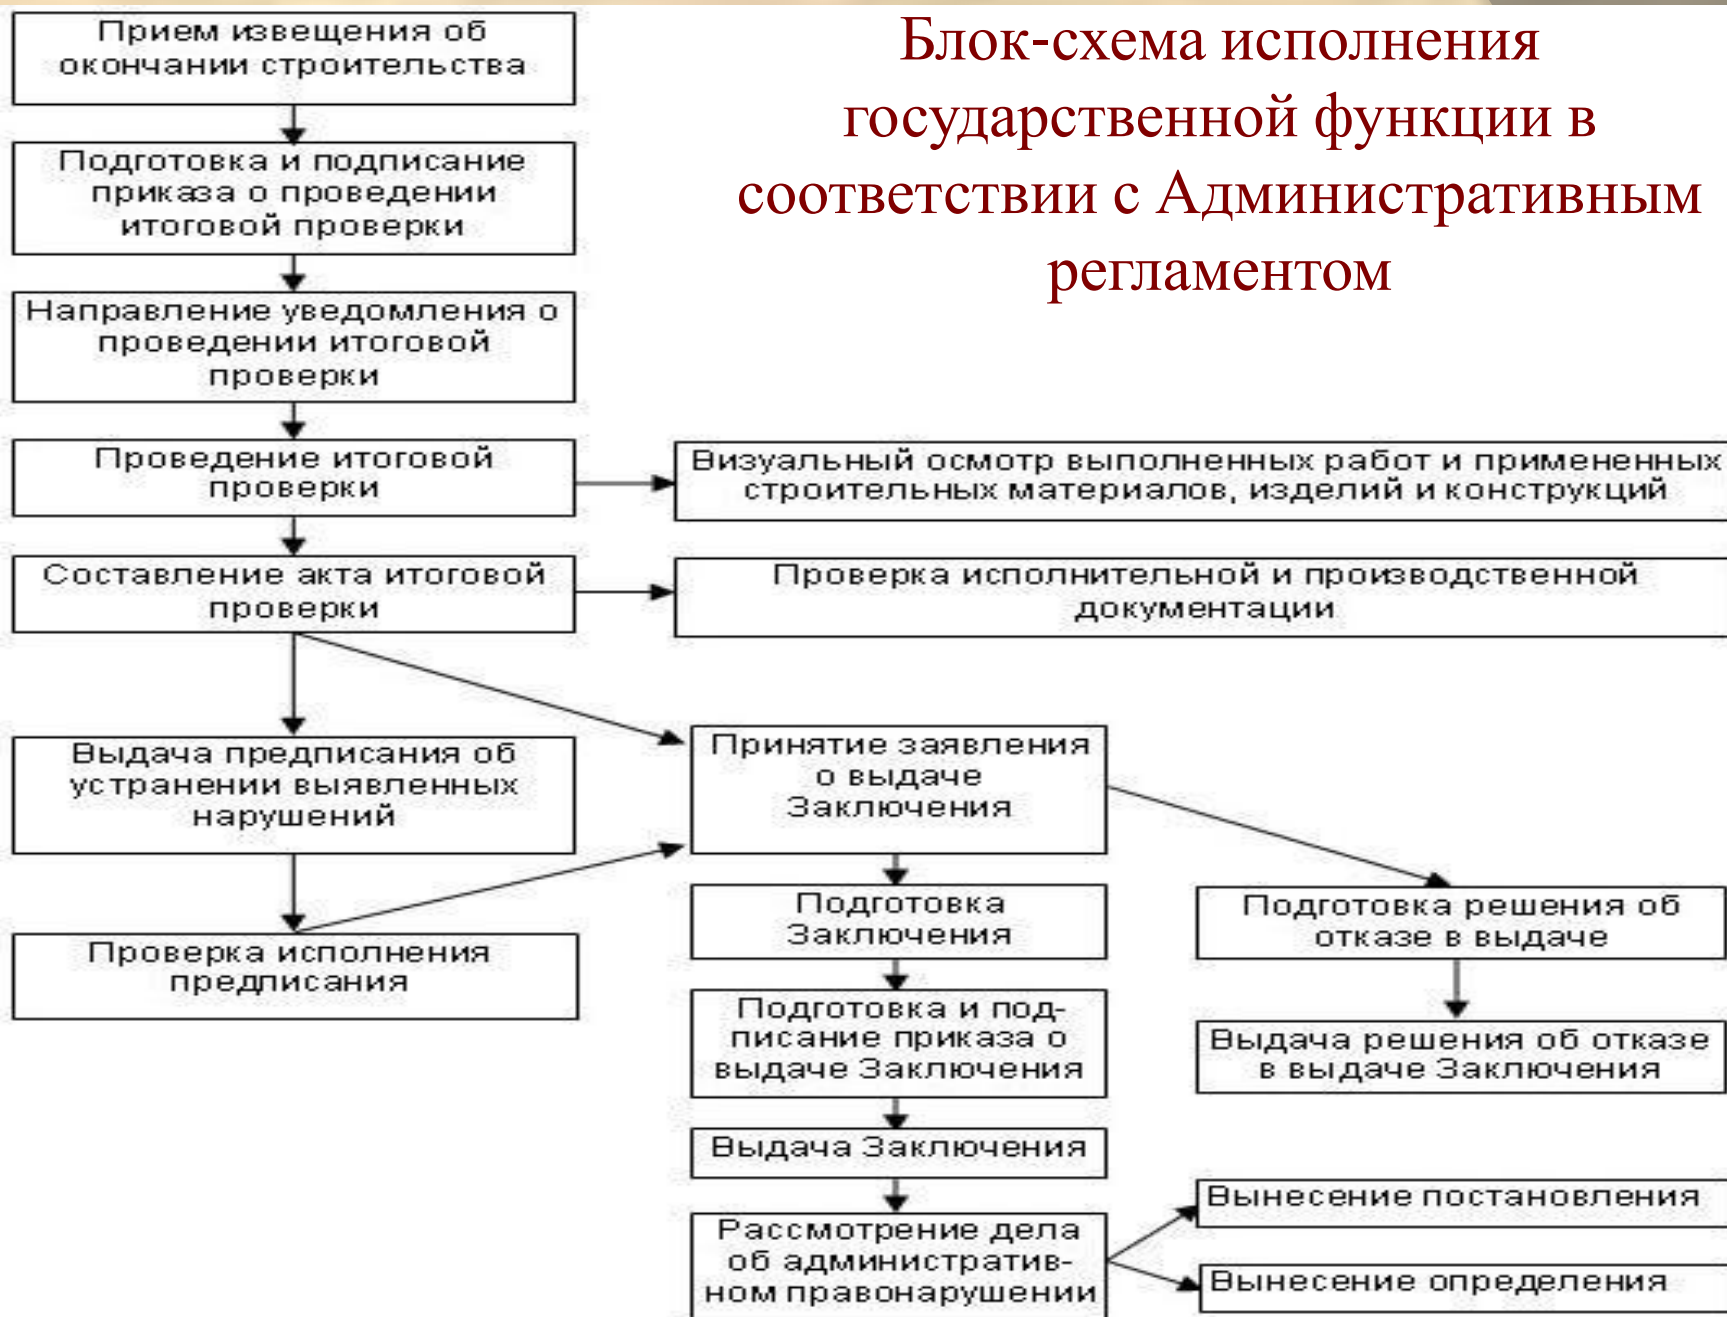 Блок-схема исполнения
государственной функции в
соответствии с Административным
регламентом
Прием извещения об
окончании строительства
Подготовка и подписание
приказа о проведении
итоговой проверки
Направление уведомления о
проведении итоговой
проверки
Проведение итоговой
проверки
Визуальный осмотр выполненных работ и примененных
строительных материалов, изделий и конструкций
Составление акта итоговой
проверки
Проверка исполнительной и производственной
документации
Выдача предписания об
устранении выявленных
нарушений
Проверка исполнения
предписания
Принятие заявления
о выдаче
Заключения
Подготовка
Заключения
Подготовка и под-
писание приказа о
выдаче Заключения
Выдача Заключения
Рассмотрение дела
об административ-
ном правонарушении
Подготовка решения об
отказе в выдаче
Выдача решения об отказе
в выдаче Заключения
Вынесение постановления
Вынесение определения